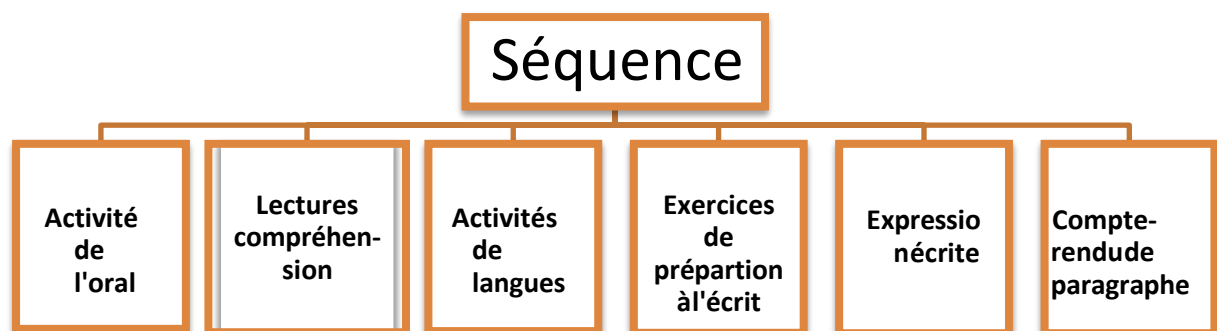 Séquence
Activité
de
l'oral
Lectures
compréhen-
sion
Activités
de
langues
Exercices
de
prépartion
àl'écrit
Expressio
nécrite
Compte-
rendude
paragraphe